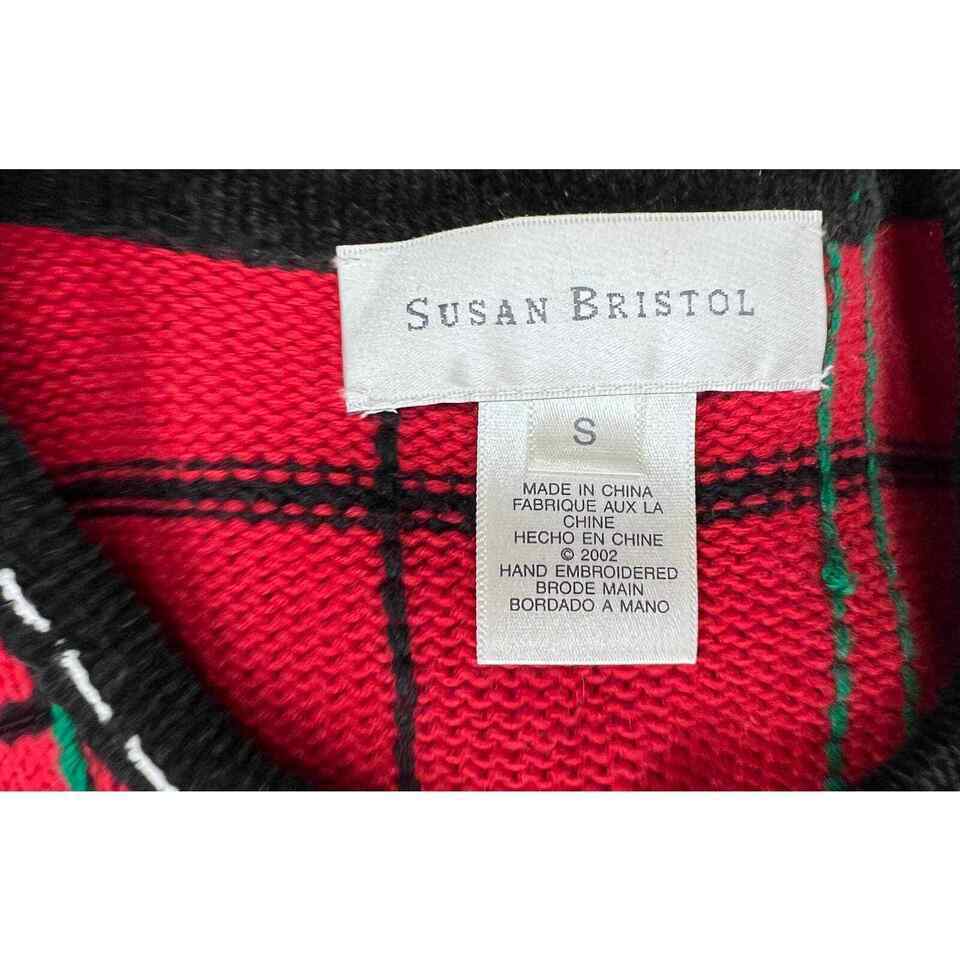 SUSAN BRISTOL
S
MADE IN CHINA
FABRIQUE AUX LA
CHINE
HECHO EN CHINE
© 2002
HAND EMBROIDERED
BRODE MAIN
BORDADO A MANO